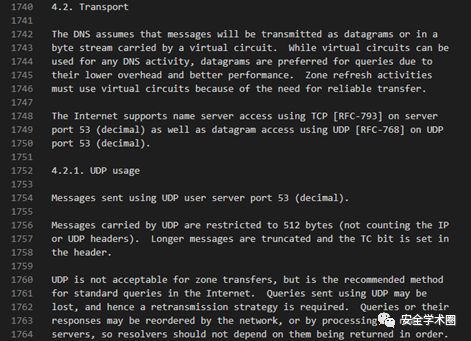 1740 4.2. Transport
1741
1742 The DNS assumes that messages will be transmitted as datagrams or in a
1743 byte stream carried by a virtual circuit.  While virtual circuits can be
1744 used for any DNS activity, datagrams are preferred for queries due to
1745 their lower overhead and better performance.  Zone refresh activities
1746 must use virtual circuits because of the need for reliable transfer.
1747
1748 The Internet supports name server access using TCP [RFC-793] on server
1749 port 53 (decimal) as well as datagram access using UDP [RFC-768] on UDP
1750 port 53 (decimal).
1751
1752 4.2.1. UDP usage
1753
1754 Messages sent using UDP user server port 53 (decimal).
1755
1756 Messages carried by UDP are restricted to 512 bytes (not counting the IP
1757 or UDP headers).  Longer messages are truncated and the TC bit is set in
1758 the header.
1759
1760 UDP is not acceptable for zone transfers, but is the recommended method
1761 for standard queries in the Internet.  Queries sent using UDP may be
1762 lost, and hence a retransmission strategy is required.  Queries or their
1763 responses may be reordered by the network, or by processing
1764 servers, so resolvers should not depend on them being returned in order.
安全学术圈